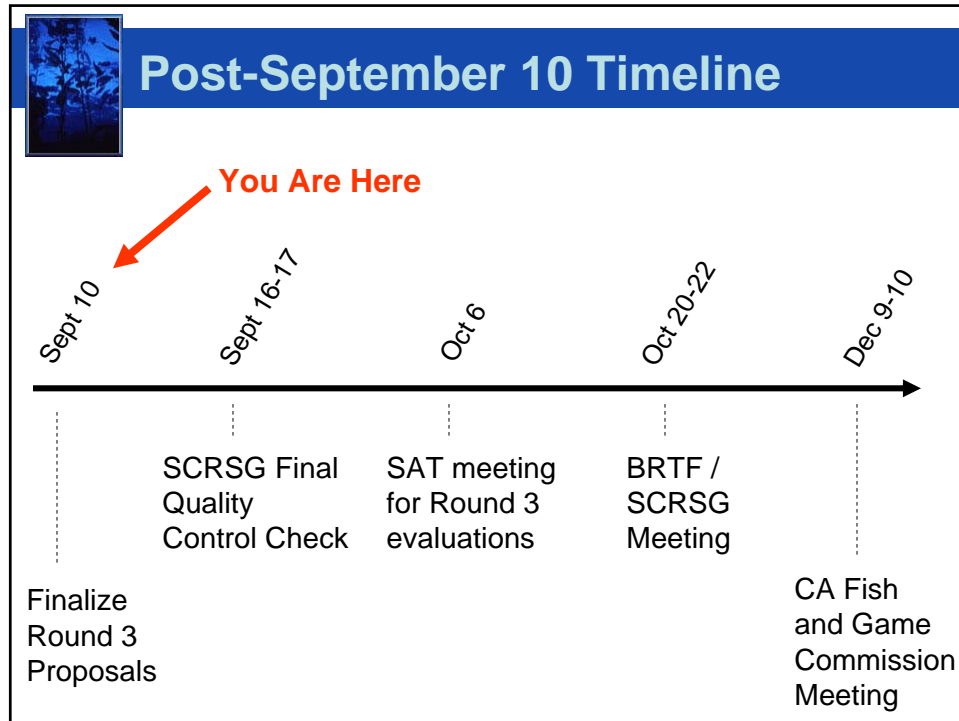 Post-September 10 Timeline
You Are Here
Sept 10
Sept 16-17
Oct 6
Oct 20-22
Dec 9-10
Finalize
Round 3
Proposals
SCRSG Final
Quality
Control Check
SAT meeting
for Round 3
evaluations
BRTF /
SCRSG
Meeting
CA Fish
and Game
Commission
Meeting